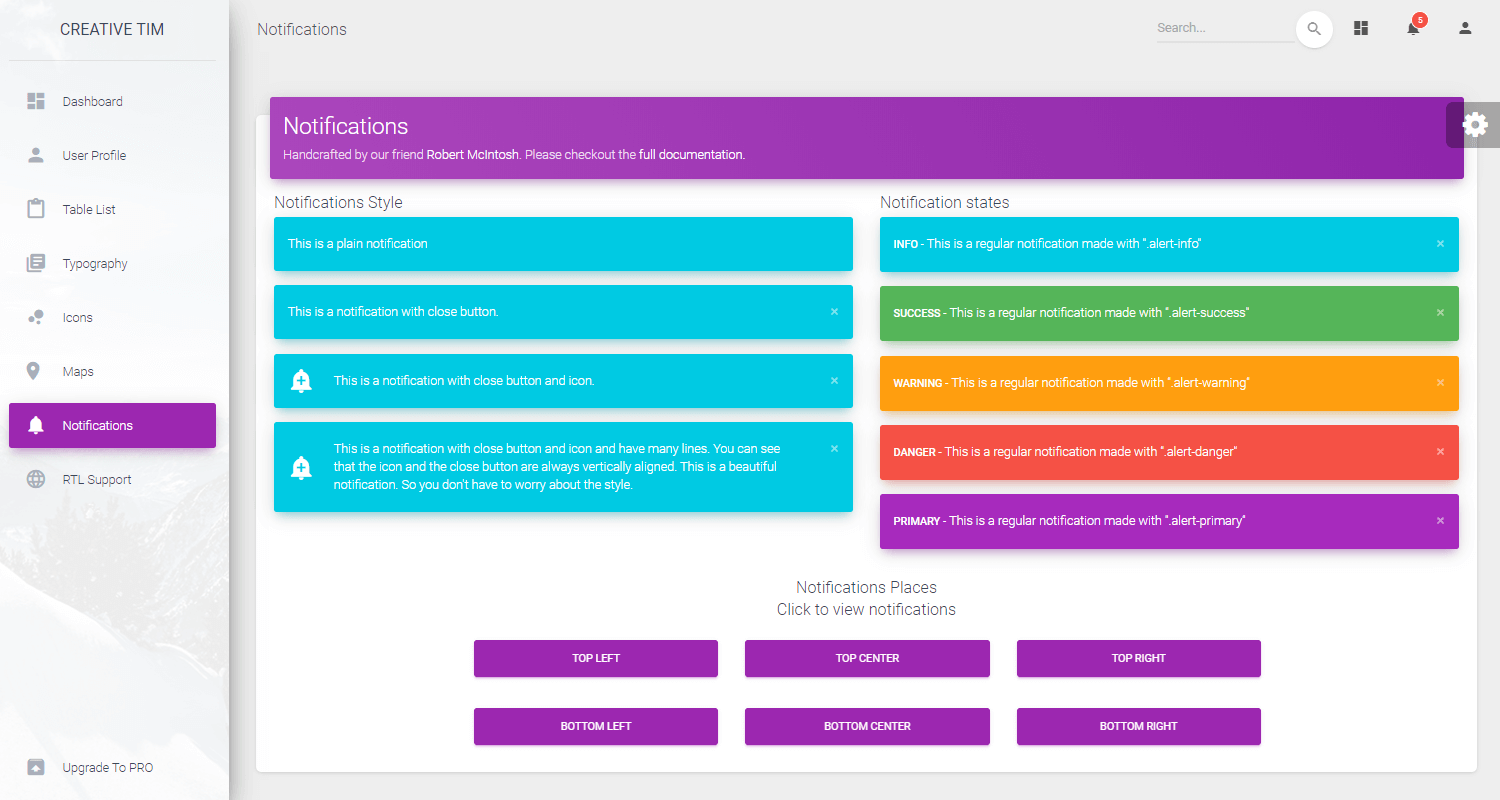 CREATIVE TIM
Dashboard
User Profile
Table List
Typography
Icons
Maps
Notifications
RTL Support
Upgrade To PRO
Notifications
Search...
5
Notifications
Handcrafted by our friend Robert McIntosh. Please checkout the full documentation.
Notifications Style
This is a plain notification
This is a notification with close button.
This is a notification with close button and icon.
This is a notification with close button and icon and have many lines. You can see
that the icon and the close button are always vertically aligned. This is a beautiful
notification. So you don't have to worry about the style.
Notification states
INFO - This is a regular notification made with ".alert-info"
SUCCESS - This is a regular notification made with ".alert-success"
WARNING - This is a regular notification made with ".alert-warning"
DANGER - This is a regular notification made with ".alert-danger"
PRIMARY - This is a regular notification made with ".alert-primary"
Notifications Places
Click to view notifications
TOP LEFT
TOP CENTER
TOP RIGHT
BOTTOM LEFT
BOTTOM CENTER
BOTTOM RIGHT